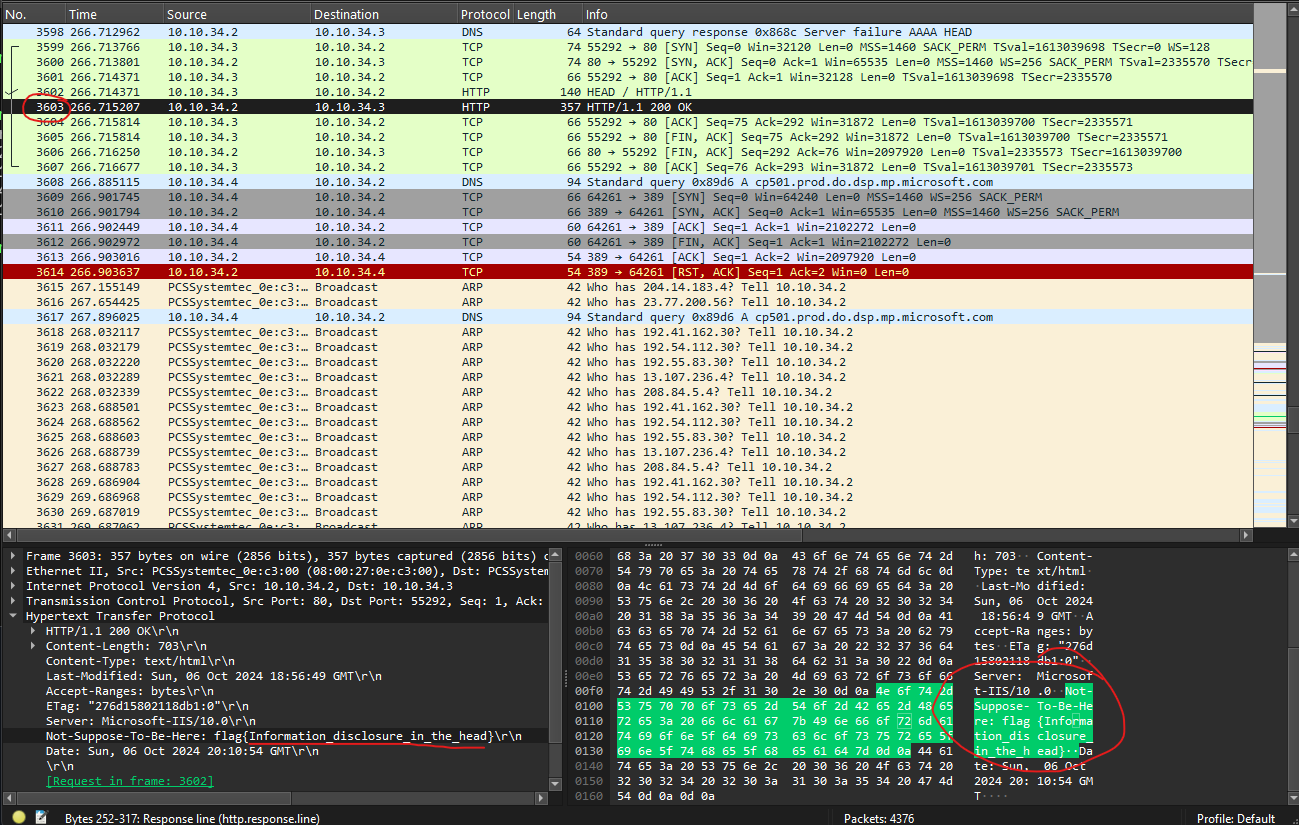 No. Time Source Destination Protocol Length Info
3598 266.712962 10.10.34.2 10.10.34.3 DNS 64 Standard query response 0x868c Server failure AAAA HEAD
3599 266.713766 10.10.34.3 10.10.34.2 TCP 74 55292 → 80 [SYN] Seq=0 Win=32120 Len=0 MSS=1460 SACK_PERM TSval=1613039698 TSecr=0 WS=128
3600 266.713801 10.10.34.2 10.10.34.3 TCP 74 80 → 55292 [SYN, ACK] Seq=0 Ack=1 Win=65535 Len=0 MSS=1460 WS=256 SACK_PERM TSval=2335570 TSecr
3601 266.714371 10.10.34.3 10.10.34.2 TCP 66 55292 → 80 [ACK] Seq=1 Ack=1 Win=32128 Len=0 TSval=1613039698 TSecr=2335570
3602 266.714371 10.10.34.3 10.10.34.2 HTTP 140 HEAD / HTTP/1.1
3603 266.715207 10.10.34.2 10.10.34.3 HTTP 357 HTTP/1.1 200 OK
3604 266.715814 10.10.34.3 10.10.34.2 TCP 66 55292 → 80 [ACK] Seq=75 Ack=292 Win=31872 Len=0 TSval=1613039700 TSecr=2335571
3605 266.715814 10.10.34.3 10.10.34.2 TCP 66 55292 → 80 [FIN, ACK] Seq=75 Ack=292 Win=31872 Len=0 TSval=1613039700 TSecr=2335571
3606 266.716250 10.10.34.2 10.10.34.3 TCP 66 80 → 55292 [FIN, ACK] Seq=292 Ack=76 Win=2097920 Len=0 TSval=2335573 TSecr=1613039700
3607 266.716677 10.10.34.3 10.10.34.2 TCP 66 55292 → 80 [ACK] Seq=76 Ack=293 Win=31872 Len=0 TSval=1613039701 TSecr=2335573
3608 266.885115 10.10.34.4 10.10.34.2 DNS 94 Standard query 0x89d6 A cp501.prod.do.dsp.mp.microsoft.com
3609 266.901745 10.10.34.4 10.10.34.2 TCP 66 64261 → 389 [SYN] Seq=0 Win=64240 Len=0 MSS=1460 WS=256 SACK_PERM
3610 266.901794 10.10.34.2 10.10.34.4 TCP 66 389 → 64261 [SYN, ACK] Seq=0 Ack=1 Win=65535 Len=0 MSS=1460 WS=256 SACK_PERM
3611 266.902449 10.10.34.4 10.10.34.2 TCP 60 64261 → 389 [ACK] Seq=1 Ack=1 Win=2102272 Len=0
3612 266.902972 10.10.34.4 10.10.34.2 TCP 60 64261 → 389 [FIN, ACK] Seq=1 Ack=1 Win=2102272 Len=0
3613 266.903016 10.10.34.2 10.10.34.4 TCP 54 389 → 64261 [ACK] Seq=1 Ack=2 Win=2097920 Len=0
3614 266.903637 10.10.34.2 10.10.34.4 TCP 54 389 → 64261 [RST, ACK] Seq=1 Ack=2 Win=0 Len=0
3615 267.155149 PCSSystemtec_0e:c3:… Broadcast ARP 42 Who has 204.14.183.4? Tell 10.10.34.2
3616 267.654425 PCSSystemtec_0e:c3:… Broadcast ARP 42 Who has 23.77.200.56? Tell 10.10.34.2
3617 267.896025 10.10.34.4 10.10.34.2 DNS 94 Standard query 0x89d6 A cp501.prod.do.dsp.mp.microsoft.com
3618 268.032117 PCSSystemtec_0e:c3:… Broadcast ARP 42 Who has 192.41.162.30? Tell 10.10.34.2
3619 268.032179 PCSSystemtec_0e:c3:… Broadcast ARP 42 Who has 192.54.112.30? Tell 10.10.34.2
3620 268.032220 PCSSystemtec_0e:c3:… Broadcast ARP 42 Who has 192.55.83.30? Tell 10.10.34.2
3621 268.032289 PCSSystemtec_0e:c3:… Broadcast ARP 42 Who has 13.107.236.4? Tell 10.10.34.2
3622 268.032339 PCSSystemtec_0e:c3:… Broadcast ARP 42 Who has 208.84.5.4? Tell 10.10.34.2
3623 268.688501 PCSSystemtec_0e:c3:… Broadcast ARP 42 Who has 192.41.162.30? Tell 10.10.34.2
3624 268.688562 PCSSystemtec_0e:c3:… Broadcast ARP 42 Who has 192.54.112.30? Tell 10.10.34.2
3625 268.688603 PCSSystemtec_0e:c3:… Broadcast ARP 42 Who has 192.55.83.30? Tell 10.10.34.2
3626 268.688739 PCSSystemtec_0e:c3:… Broadcast ARP 42 Who has 13.107.236.4? Tell 10.10.34.2
3627 268.688783 PCSSystemtec_0e:c3:… Broadcast ARP 42 Who has 208.84.5.4? Tell 10.10.34.2
3628 269.686904 PCSSystemtec_0e:c3:… Broadcast ARP 42 Who has 192.41.162.30? Tell 10.10.34.2
3629 269.686968 PCSSystemtec_0e:c3:… Broadcast ARP 42 Who has 192.54.112.30? Tell 10.10.34.2
3630 269.687019 PCSSystemtec_0e:c3:… Broadcast ARP 42 Who has 192.55.83.30? Tell 10.10.34.2
3631 269.687062 PCSSystemtec_0e:c3:… Broadcast ARP 42 Who has 13.107.236.4? Tell 10.10.34.2
Frame 3603: 357 bytes on wire (2856 bits), 357 bytes captured (2856 bits) o
Ethernet II, Src: PCSSystemtec_0e:c3:00 (08:00:27:0e:c3:00), Dst: PCSSystem
Internet Protocol Version 4, Src: 10.10.34.2, Dst: 10.10.34.3
Transmission Control Protocol, Src Port: 80, Dst Port: 55292, Seq: 1, Ack:
Hypertext Transfer Protocol
HTTP/1.1 200 OK\r\n
Content-Length: 703\r\n
Content-Type: text/html\r\n
Last-Modified: Sun, 06 Oct 2024 18:56:49 GMT\r\n
Accept-Ranges: bytes\r\n
ETag: "276d15802118db1:0"\r\n
Server: Microsoft-IIS/10.0\r\n
Not-Suppose-To-Be-Here: flag{Information_disclosure_in_the_head}\r\n
Date: Sun, 06 Oct 2024 20:10:54 GMT\r\n
\r\n
[Request in frame: 3602]
0060 68 3a 20 37 30 33 0d 0a 43 6f 6e 74 65 6e 74 2d h: 703·· Content-
0070 54 79 70 65 3a 20 74 65 78 74 2f 68 74 6d 6c 0d Type: te xt/html·
0080 0a 4c 61 73 74 2d 4d 6f 64 69 66 69 65 64 3a 20 ·Last-Mo dified:
0090 53 75 6e 2c 20 30 36 20 4f 63 74 20 32 30 32 34 Sun, 06 Oct 2024
00a0 20 31 38 3a 35 36 3a 34 39 20 47 4d 54 0d 0a 41 18:56:4 9 GMT··A
00b0 63 63 65 70 74 2d 52 61 6e 67 65 73 3a 20 62 79 ccept-Ra nges: by
00c0 74 65 73 0d 0a 45 54 61 67 3a 20 22 32 37 36 64 tes··ETa g: "276d
00d0 31 35 38 30 32 31 31 38 64 62 31 3a 30 22 0d 0a 15802118 db1:0"··
00e0 53 65 72 76 65 72 3a 20 4d 69 63 72 6f 73 6f 66 Server: Microsof
00f0 74 2d 49 49 53 2f 31 30 2e 30 0d 0a 4e 6f 74 2d t-IIS/10 .0··Not-
0100 53 75 70 70 6f 73 65 2d 54 6f 2d 42 65 2d 48 65 Suppose- To-Be-He
0110 72 65 3a 20 66 6c 61 67 7b 49 6e 66 6f 72 6d 61 re: flag {Informa
0120 74 69 6f 6e 5f 64 69 73 63 6c 6f 73 75 72 65 5f tion_dis closure_
0130 69 6e 5f 74 68 65 5f 68 65 61 64 7d 0d 0a 44 61 in_the_h ead}··Da
0140 74 65 3a 20 53 75 6e 2c 20 30 36 20 4f 63 74 20 te: Sun, 06 Oct
0150 32 30 32 34 20 32 30 3a 31 30 3a 35 34 20 47 4d 2024 20: 10:54 GM
0160 54 0d 0a 0d 0a T····
Bytes 252-317: Response line (http.response.line) Packets: 4376 Profile: Default